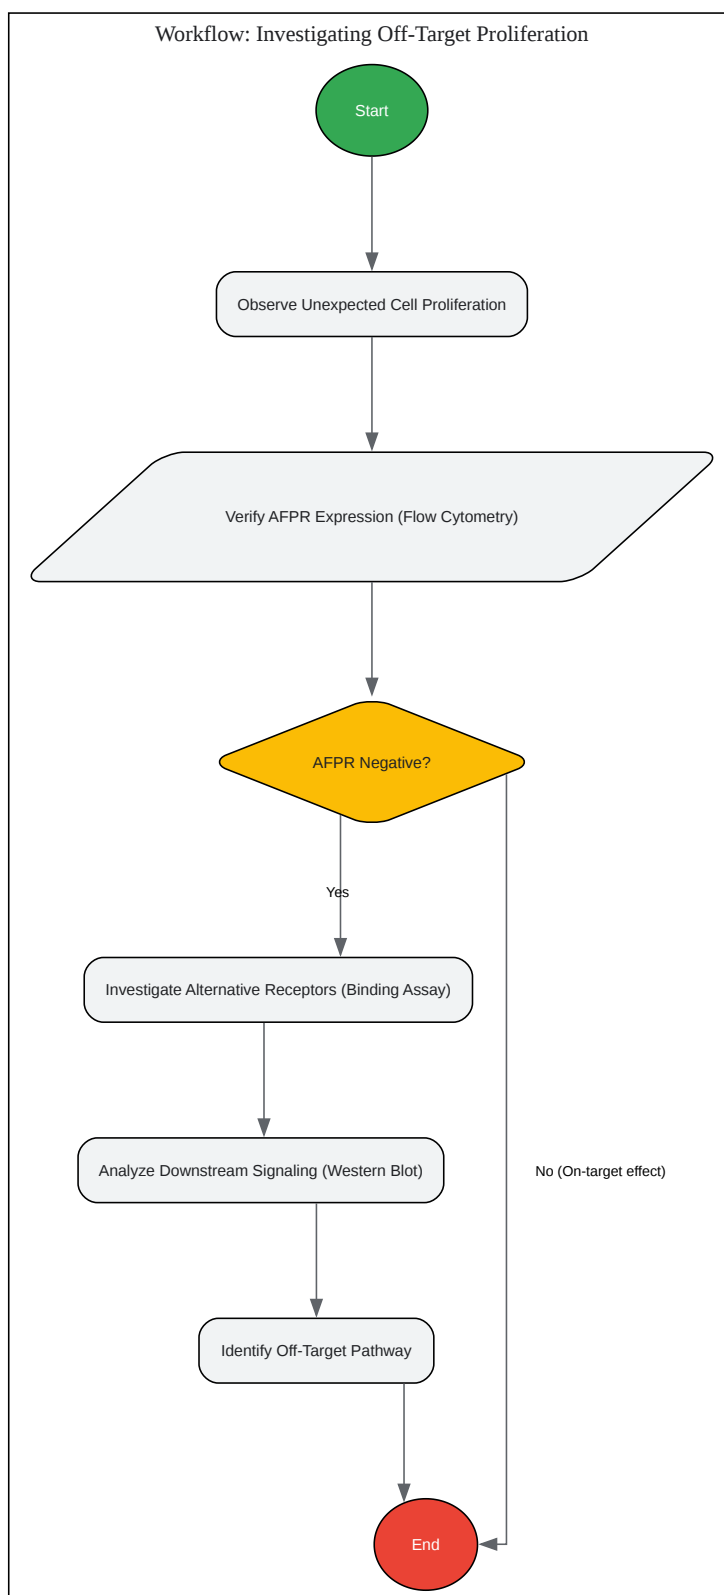 Workflow: Investigating Off-Target Proliferation
Start
Observe Unexpected Cell Proliferation
Verify AFPR Expression (Flow Cytometry)
AFPR Negative?
Yes
Investigate Alternative Receptors (Binding Assay)
Analyze Downstream Signaling (Western Blot)
No (On-target effect)
Identify Off-Target Pathway
End